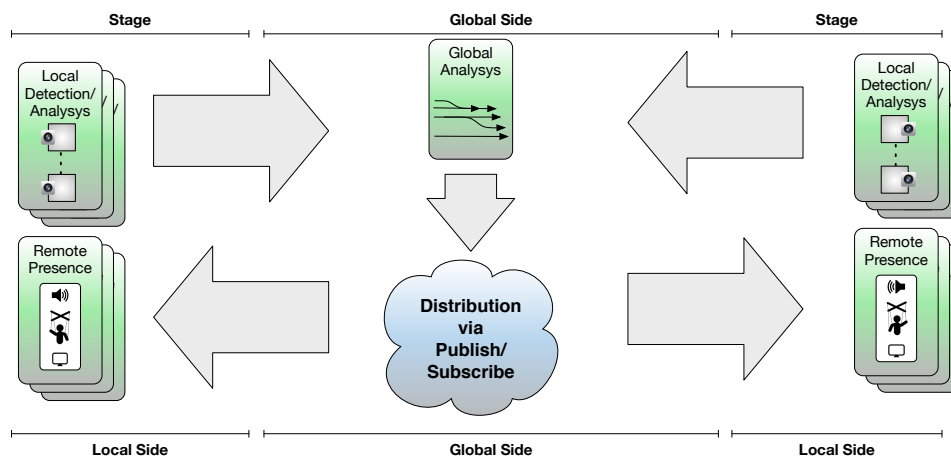 Stage
Global Side
Stage
Local
Detection/
Analysys
Global
Analysys
Local
Detection/
Analysys
Remote
Presence
Distribution
via
Publish/
Subscribe
Remote
Presence
Local Side
Global Side
Local Side